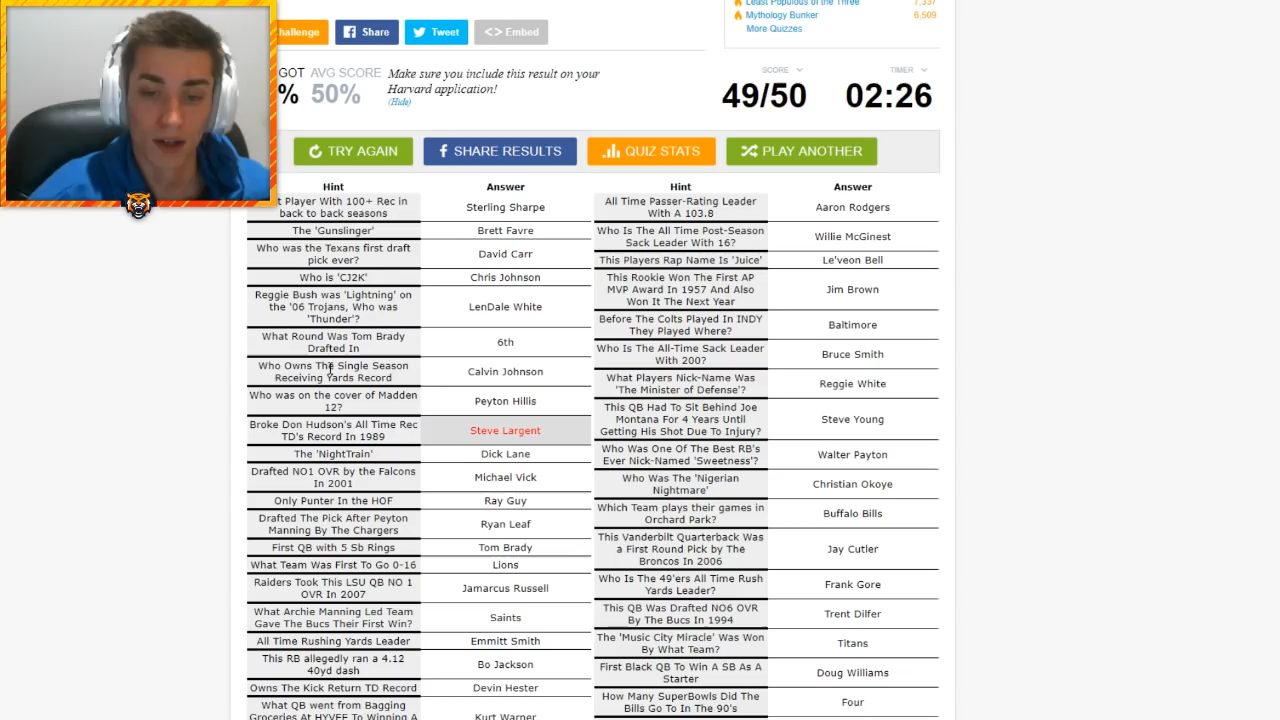 Least Populous of the Three 7,337
Mythology Bunker 6,509
More Quizzes
hallenge
Share
Tweet
<> Embed
GOT
AVG SCORE
%
50%
Make sure you include this result on your
Harvard application!
(Hide)
SCORE
49/50
TIMER
02:26
TRY AGAIN
SHARE RESULTS
QUIZ STATS
PLAY ANOTHER
Hint Answer
t Player With 100+ Rec in
back to back seasons
Sterling Sharpe
The 'Gunslinger'
Brett Favre
Who was the Texans first draft
pick ever?
David Carr
Who is 'CJ2K'
Chris Johnson
Reggie Bush was 'Lightning' on
the '06 Trojans, Who was
'Thunder'?
LenDale White
What Round Was Tom Brady
Drafted In
6th
Who Owns The Single Season
Receiving Yards Record
Calvin Johnson
Who was on the cover of Madden
12?
Peyton Hillis
Broke Don Hudson's All Time Rec
TD's Record In 1989
Steve Largent
The 'NightTrain'
Dick Lane
Drafted NO1 OVR by the Falcons
In 2001
Michael Vick
Only Punter In the HOF
Ray Guy
Drafted The Pick After Peyton
Manning By The Chargers
Ryan Leaf
First QB with 5 Sb Rings
Tom Brady
What Team Was First To Go 0-16
Lions
Raiders Took This LSU QB NO 1
OVR In 2007
Jamarcus Russell
What Archie Manning Led Team
Gave The Bucs Their First Win?
Saints
All Time Rushing Yards Leader
Emmitt Smith
This RB allegedly ran a 4.12
40yd dash
Bo Jackson
Owns The Kick Return TD Record
Devin Hester
What QB went from Bagging
Groceries At HYVEE To Winning A
Kurt Warner
Hint Answer
All Time Passer-Rating Leader
With A 103.8
Aaron Rodgers
Who Is The All Time Post-Season
Sack Leader With 16?
Willie McGinest
This Players Rap Name Is 'Juice'
Le'veon Bell
This Rookie Won The First AP
MVP Award In 1957 And Also
Won It The Next Year
Jim Brown
Before The Colts Played In INDY
They Played Where?
Baltimore
Who Is The All-Time Sack Leader
With 200?
Bruce Smith
What Players Nick-Name Was
'The Minister of Defense'?
Reggie White
This QB Had To Sit Behind Joe
Montana For 4 Years Until
Getting His Shot Due To Injury?
Steve Young
Who Was One Of The Best RB's
Ever Nick-Named 'Sweetness'?
Walter Payton
Who Was The 'Nigerian
Nightmare'
Christian Okoye
Which Team plays their games in
Orchard Park?
Buffalo Bills
This Vanderbilt Quarterback Was
a First Round Pick by The
Broncos In 2006
Jay Cutler
Who Is The 49'ers All Time Rush
Yards Leader?
Frank Gore
This QB Was Drafted NO6 OVR
By The Bucs In 1994
Trent Dilfer
The 'Music City Miracle' Was Won
By What Team?
Titans
First Black QB To Win A SB As A
Starter
Doug Williams
How Many SuperBowls Did The
Bills Go To In The 90's
Four